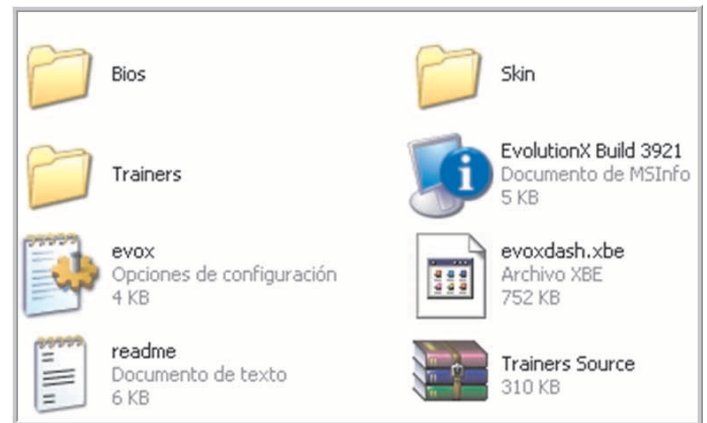 Bios
Skin
Trainers
EvolutionX Build 3921
Documento de MSInfo
5 KB
evox
Opciones de configuración
4 KB
evoxdash.xbe
Archivo XBE
752 KB
readme
Documento de texto
6 KB
Trainers Source
310 KB